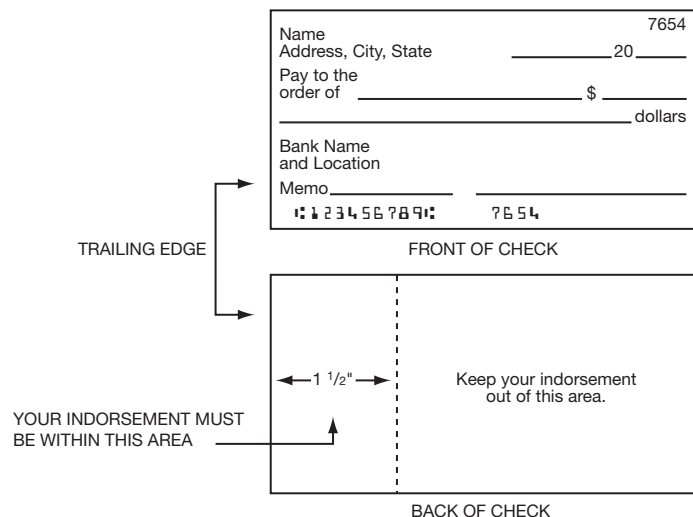 7654
Name
Address, City, State 20
Pay to the
order of $
dollars
Bank Name
and Location
Memo
⑆123456789⑆ 7654
TRAILING EDGE
FRONT OF CHECK
1 1/2"
Keep your indorsement
out of this area.
YOUR INDORSEMENT MUST
BE WITHIN THIS AREA
BACK OF CHECK